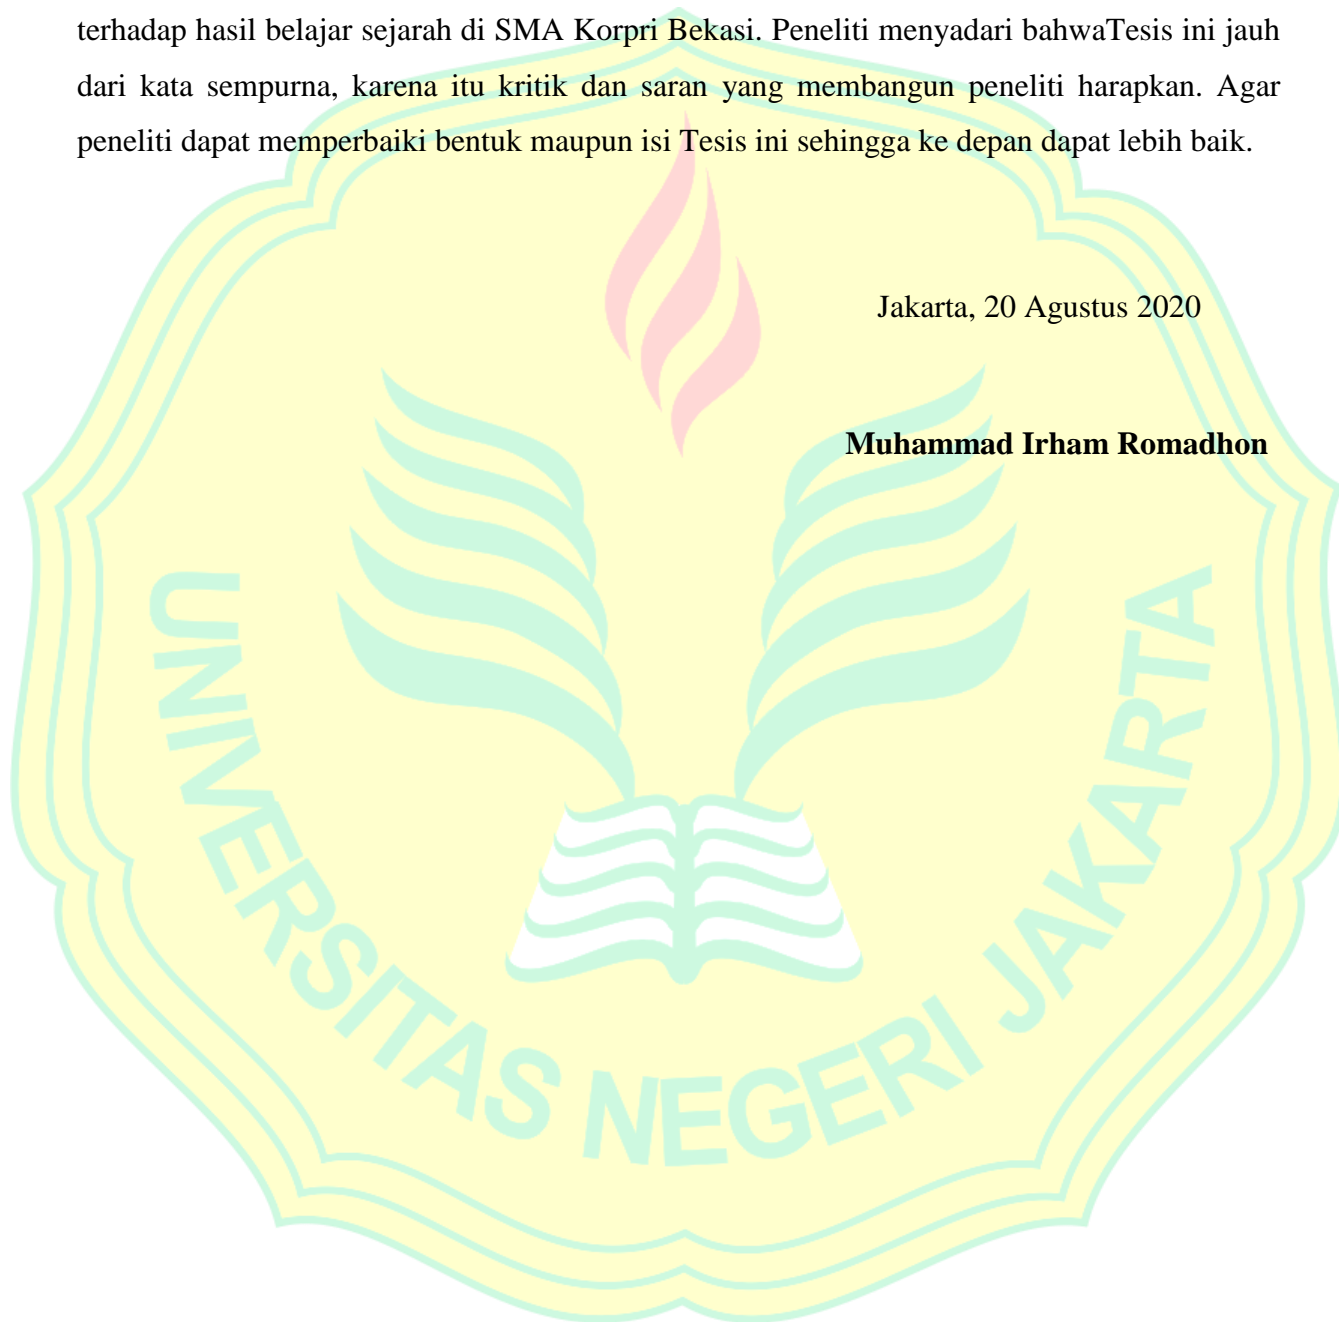 terhadap hasil belajar sejarah di SMA Korpri Bekasi. Peneliti menyadari bahwaTesis ini jauh
dari kata sempurna, karena itu kritik dan saran yang membangun peneliti harapkan. Agar
peneliti dapat memperbaiki bentuk maupun isi Tesis ini sehingga ke depan dapat lebih baik.
Jakarta, 20 Agustus 2020
Muhammad Irham Romadhon
UNIVERSITAS NEGERI JAKARTA